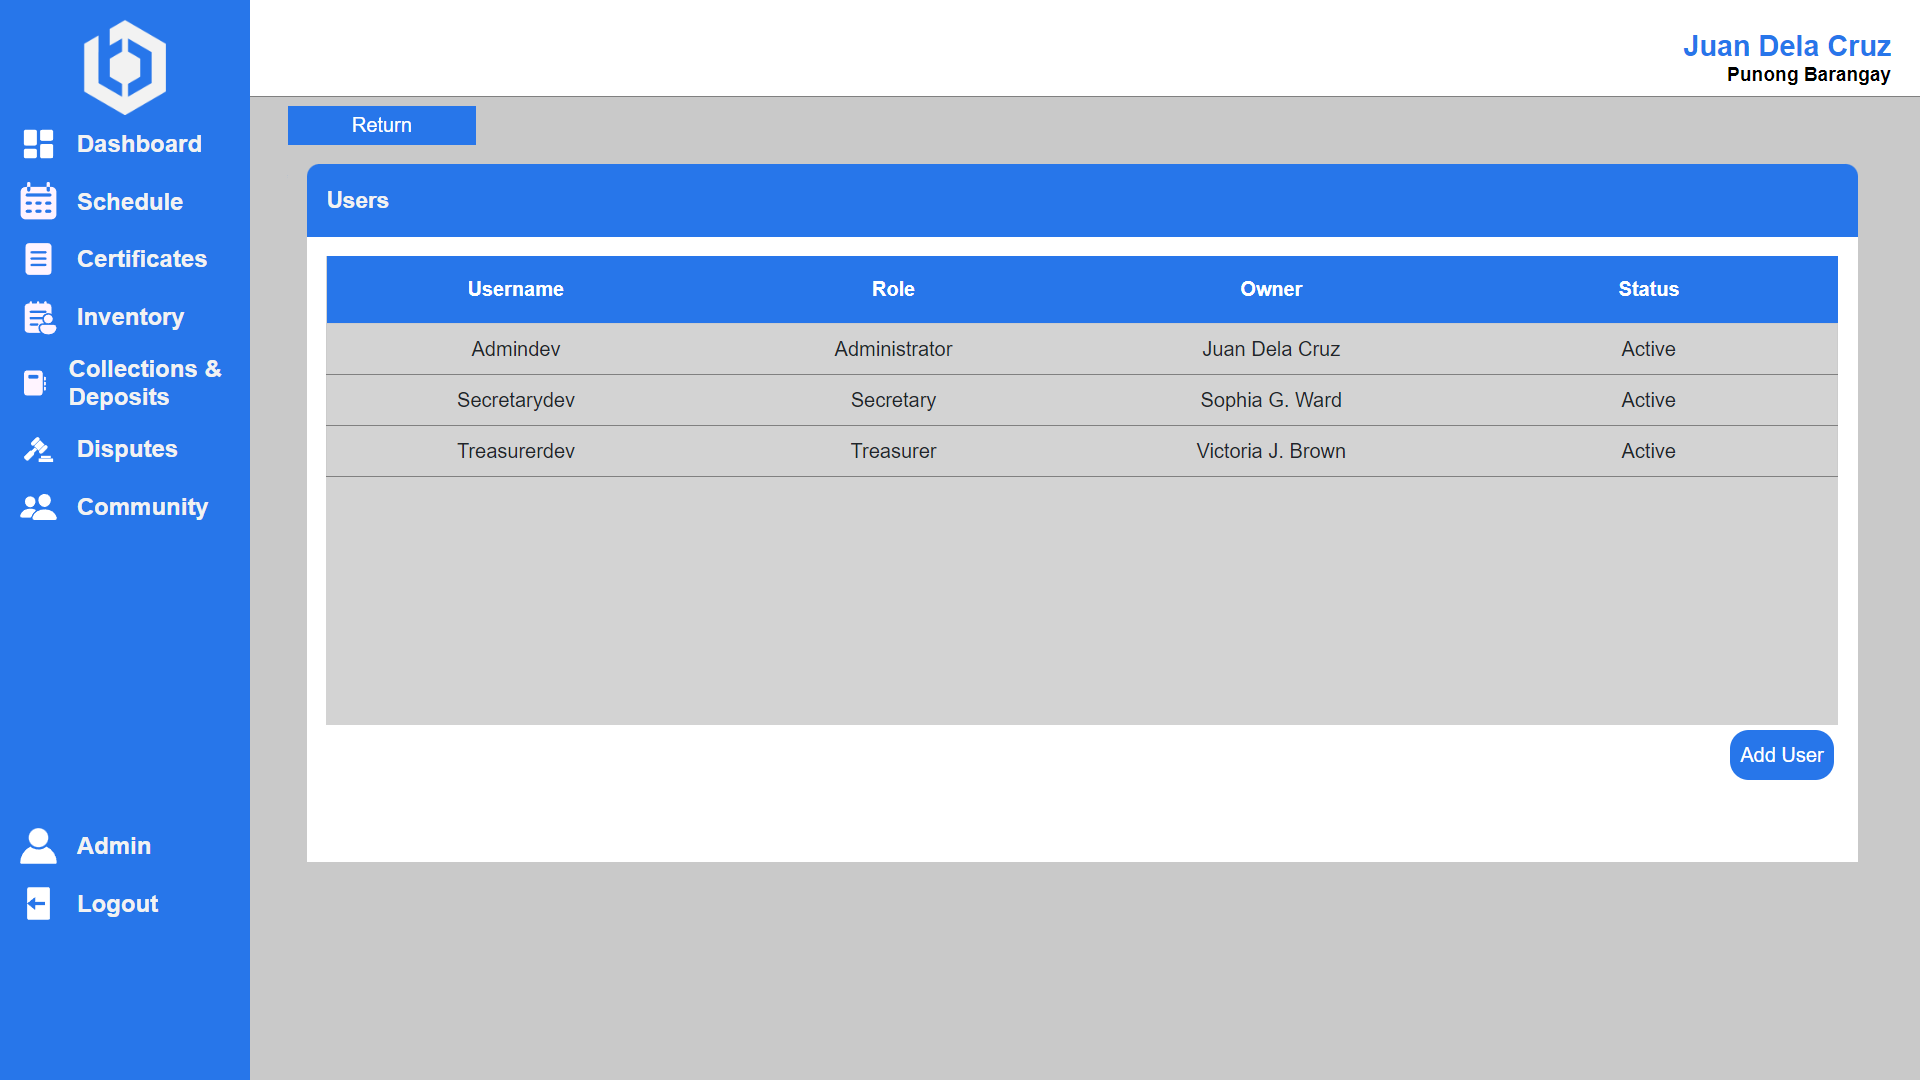 Juan Dela Cruz
Punong Barangay
Dashboard
Schedule
Certificates
Inventory
Collections &
Deposits
Disputes
Community
Admin
Logout
Return
Users
Username Role Owner Status
Admindev Administrator Juan Dela Cruz Active
Secretarydev Secretary Sophia G. Ward Active
Treasurerdev Treasurer Victoria J. Brown Active
Add User